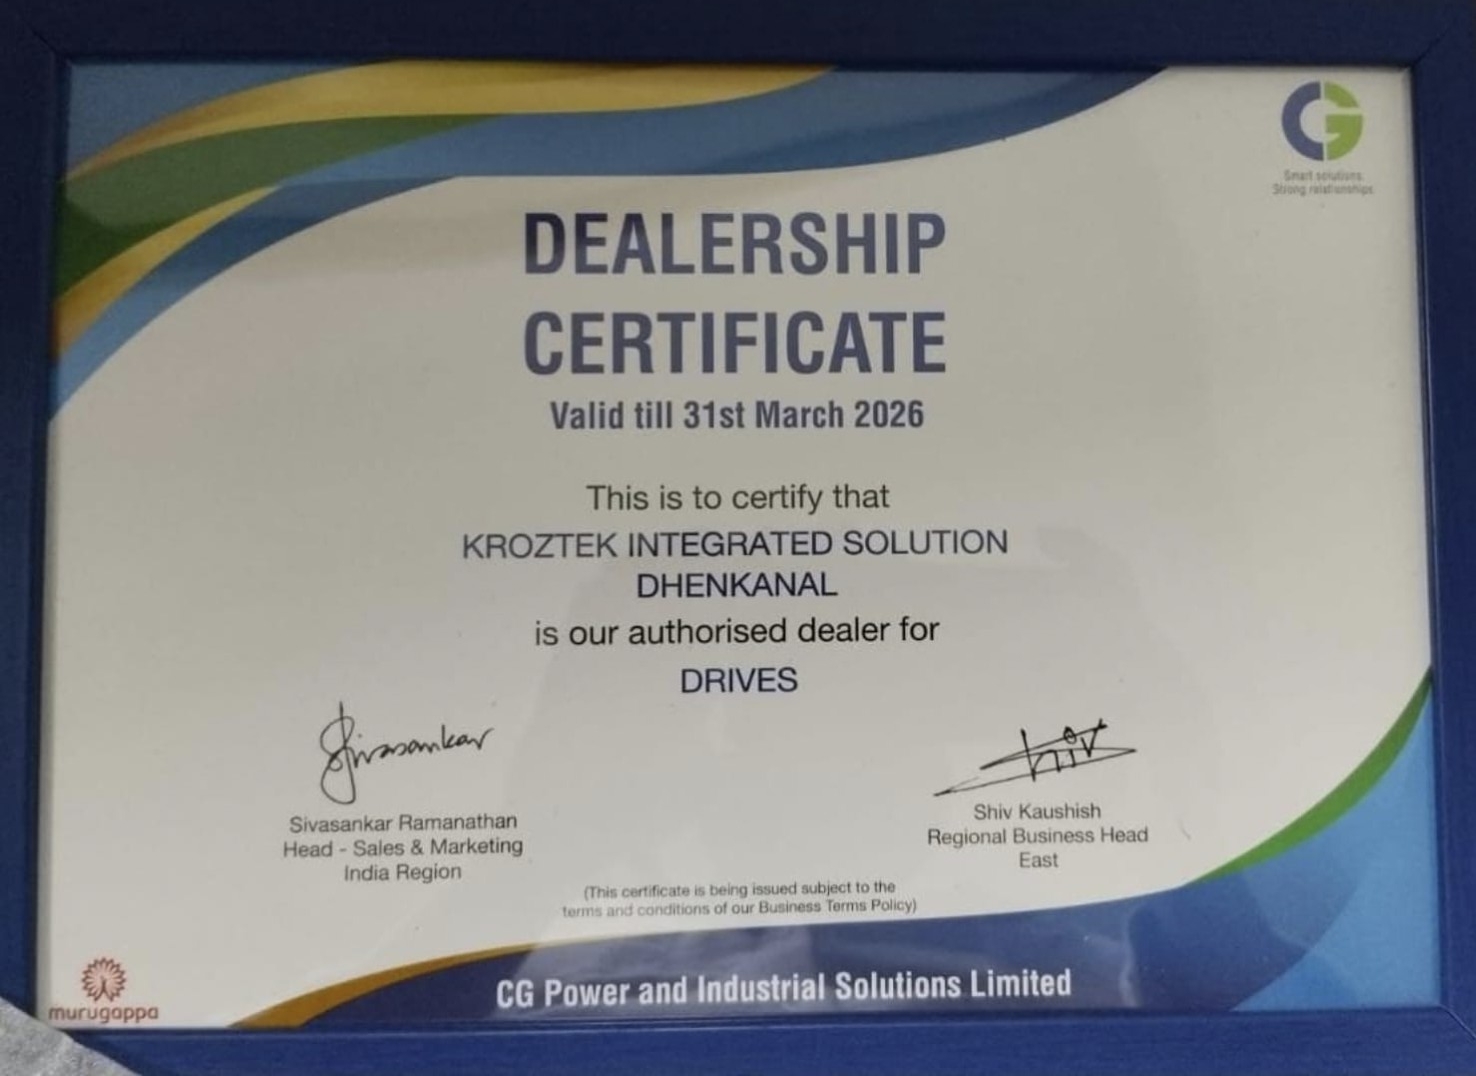 Smart solutions.
Strong relationships
DEALERSHIP
CERTIFICATE
Valid till 31st March 2026
This is to certify that
KROZTEK INTEGRATED SOLUTION
DHENKANAL
is our authorised dealer for
DRIVES
Shivasankar
Shiv
Sivasankar Ramanathan
Head - Sales & Marketing
India Region
Shiv Kaushish
Regional Business Head
East
(This certificate is being issued subject to the
terms and conditions of our Business Terms Policy)
murugappa
CG Power and Industrial Solutions Limited